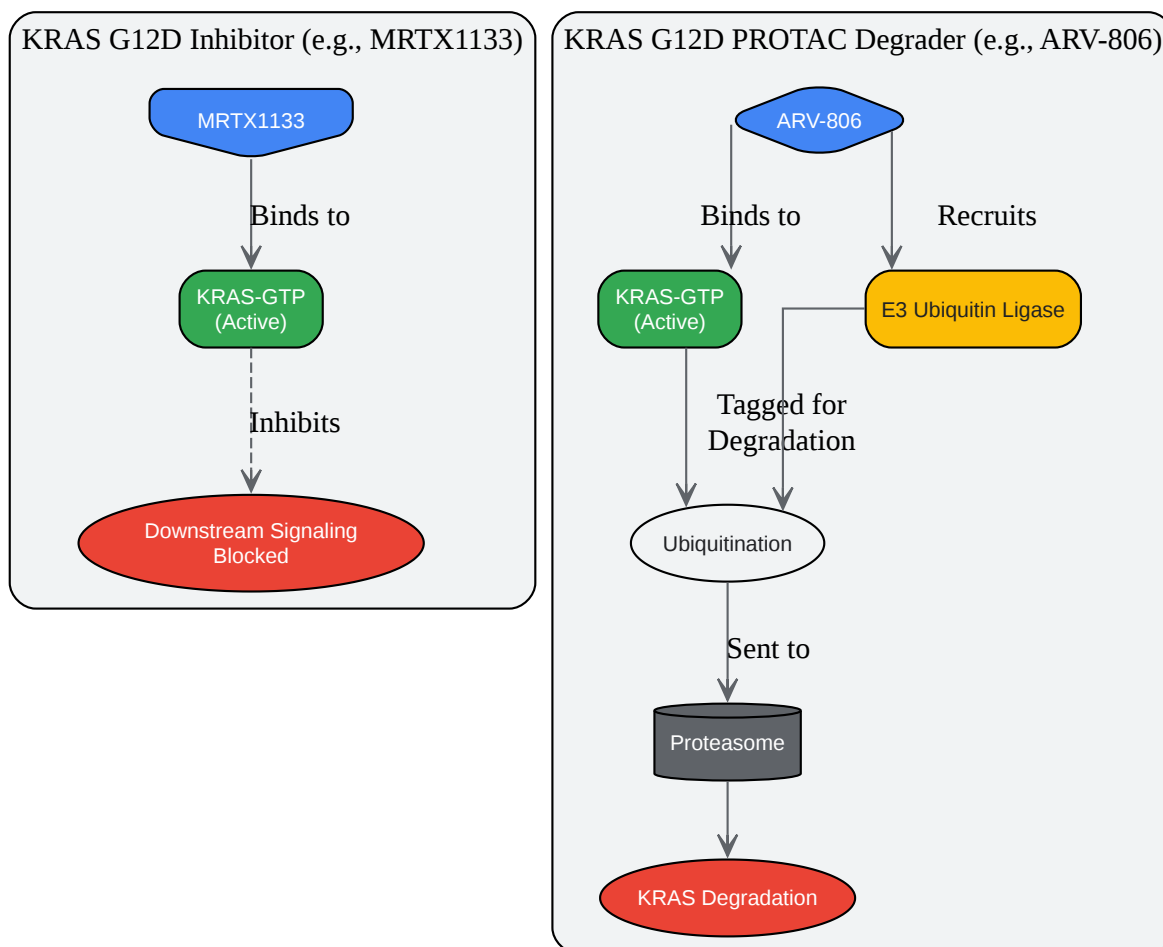 KRAS G12D Inhibitor (e.g., MRTX1133)
MRTX1133
Binds to
KRAS-GTP
(Active)
Inhibits
Downstream Signaling
Blocked
KRAS G12D PROTAC Degrader (e.g., ARV-806)
ARV-806
Binds to
Recruits
KRAS-GTP
(Active)
E3 Ubiquitin Ligase
Tagged for
Degradation
Ubiquitination
Sent to
Proteasome
KRAS Degradation